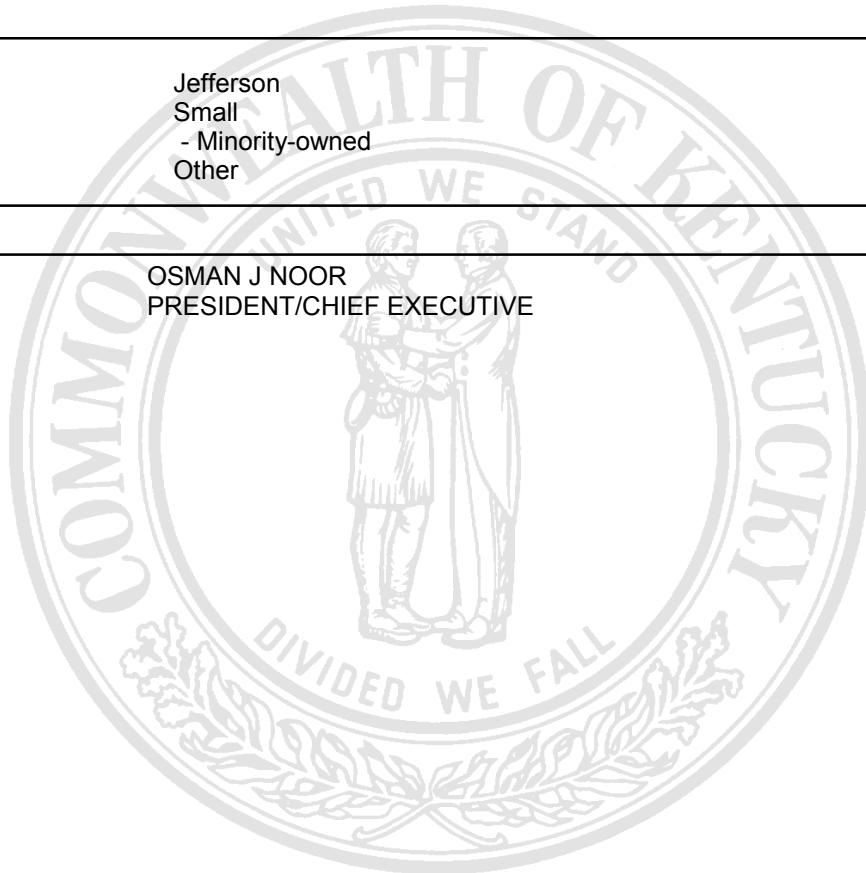 Jefferson
Small
- Minority-owned
Other
OSMAN J NOOR
PRESIDENT/CHIEF EXECUTIVE
COMMONWEALTH OF KENTUCKY
UNITED WE STAND
DIVIDED WE FALL